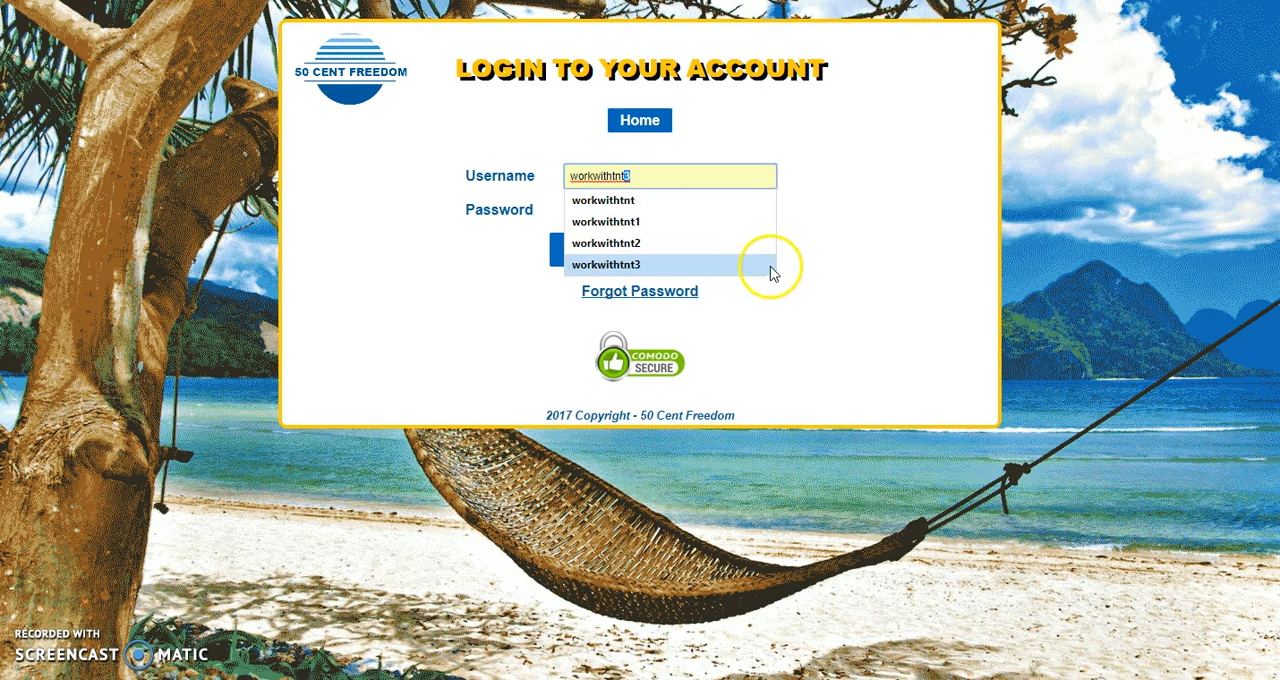 50 CENT FREEDOM
LOGIN TO YOUR ACCOUNT
Home
Username
workwithtnt3
workwithtnt
workwithtnt1
workwithtnt2
workwithtnt3
Password
Forgot Password
COMODO
SECURE
2017 Copyright - 50 Cent Freedom
RECORDED WITH
SCREENCAST MATIC